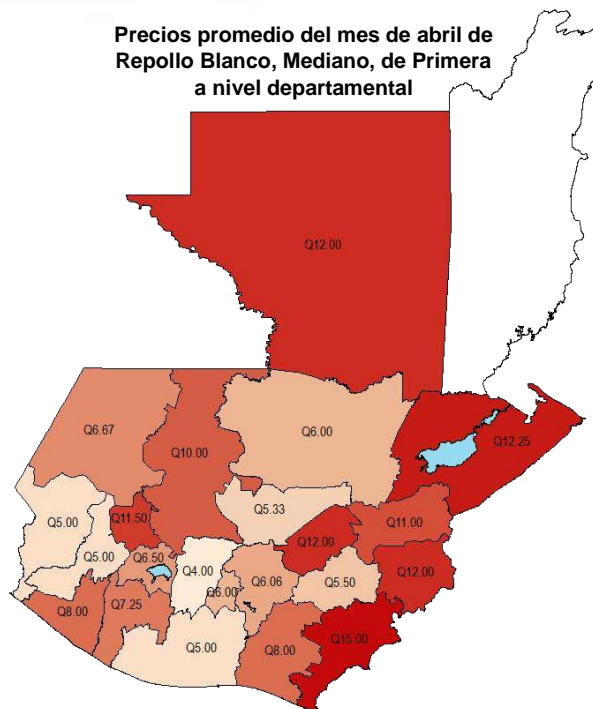 Precios promedio del mes de abril de
Repollo Blanco, Mediano, de Primera
a nivel departamental
Q12.00
Q6.67
Q10.00
Q6.00
Q12.25
Q5.00
Q11.50
Q5.33
Q11.00
Q5.00
Q6.50
Q4.00
Q12.00
Q12.00
Q6.00
Q6.06
Q5.50
Q8.00
Q7.25
Q5.00
Q8.00
Q15.00